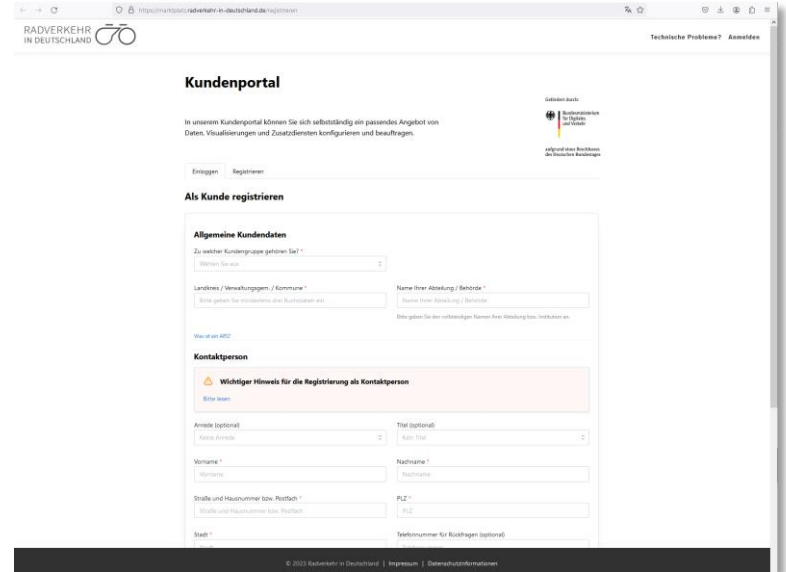 https://marktplatz.radverkehr-in-deutschland.de/registrieren
RADVERKEHR
IN DEUTSCHLAND
Technische Probleme? Anmelden
Kundenportal
Gefördert durch:
Bundesministerium
für Digitales
und Verkehr
In unserem Kundenportal können Sie sich selbstständig ein passendes Angebot von
Daten, Visualisierungen und Zusatzdiensten konfigurieren und beauftragen.
aufgrund eines Beschlusses
des Deutschen Bundestages
Einloggen Registrieren
Als Kunde registrieren
Allgemeine Kundendaten
Zu welcher Kundengruppe gehören Sie? *
Wählen Sie aus
Landkreis / Verwaltungsgem. / Kommune * Name Ihrer Abteilung / Behörde *
Bitte geben Sie mindestens drei Buchstaben ein Name Ihrer Abteilung / Behörde
Bitte geben Sie den vollständigen Namen Ihrer Abteilung bzw. Institution an.
Was ist ein ARS?
Kontaktperson
Wichtiger Hinweis für die Registrierung als Kontaktperson
Bitte lesen
Anrede (optional) Titel (optional)
Keine Anrede Kein Titel
Vorname * Nachname *
Vorname Nachname
Straße und Hausnummer bzw. Postfach * PLZ *
Straße und Hausnummer bzw. Postfach PLZ
Stadt * Telefonnummer für Rückfragen (optional)
© 2023 Radverkehr in Deutschland | Impressum | Datenschutzinformationen